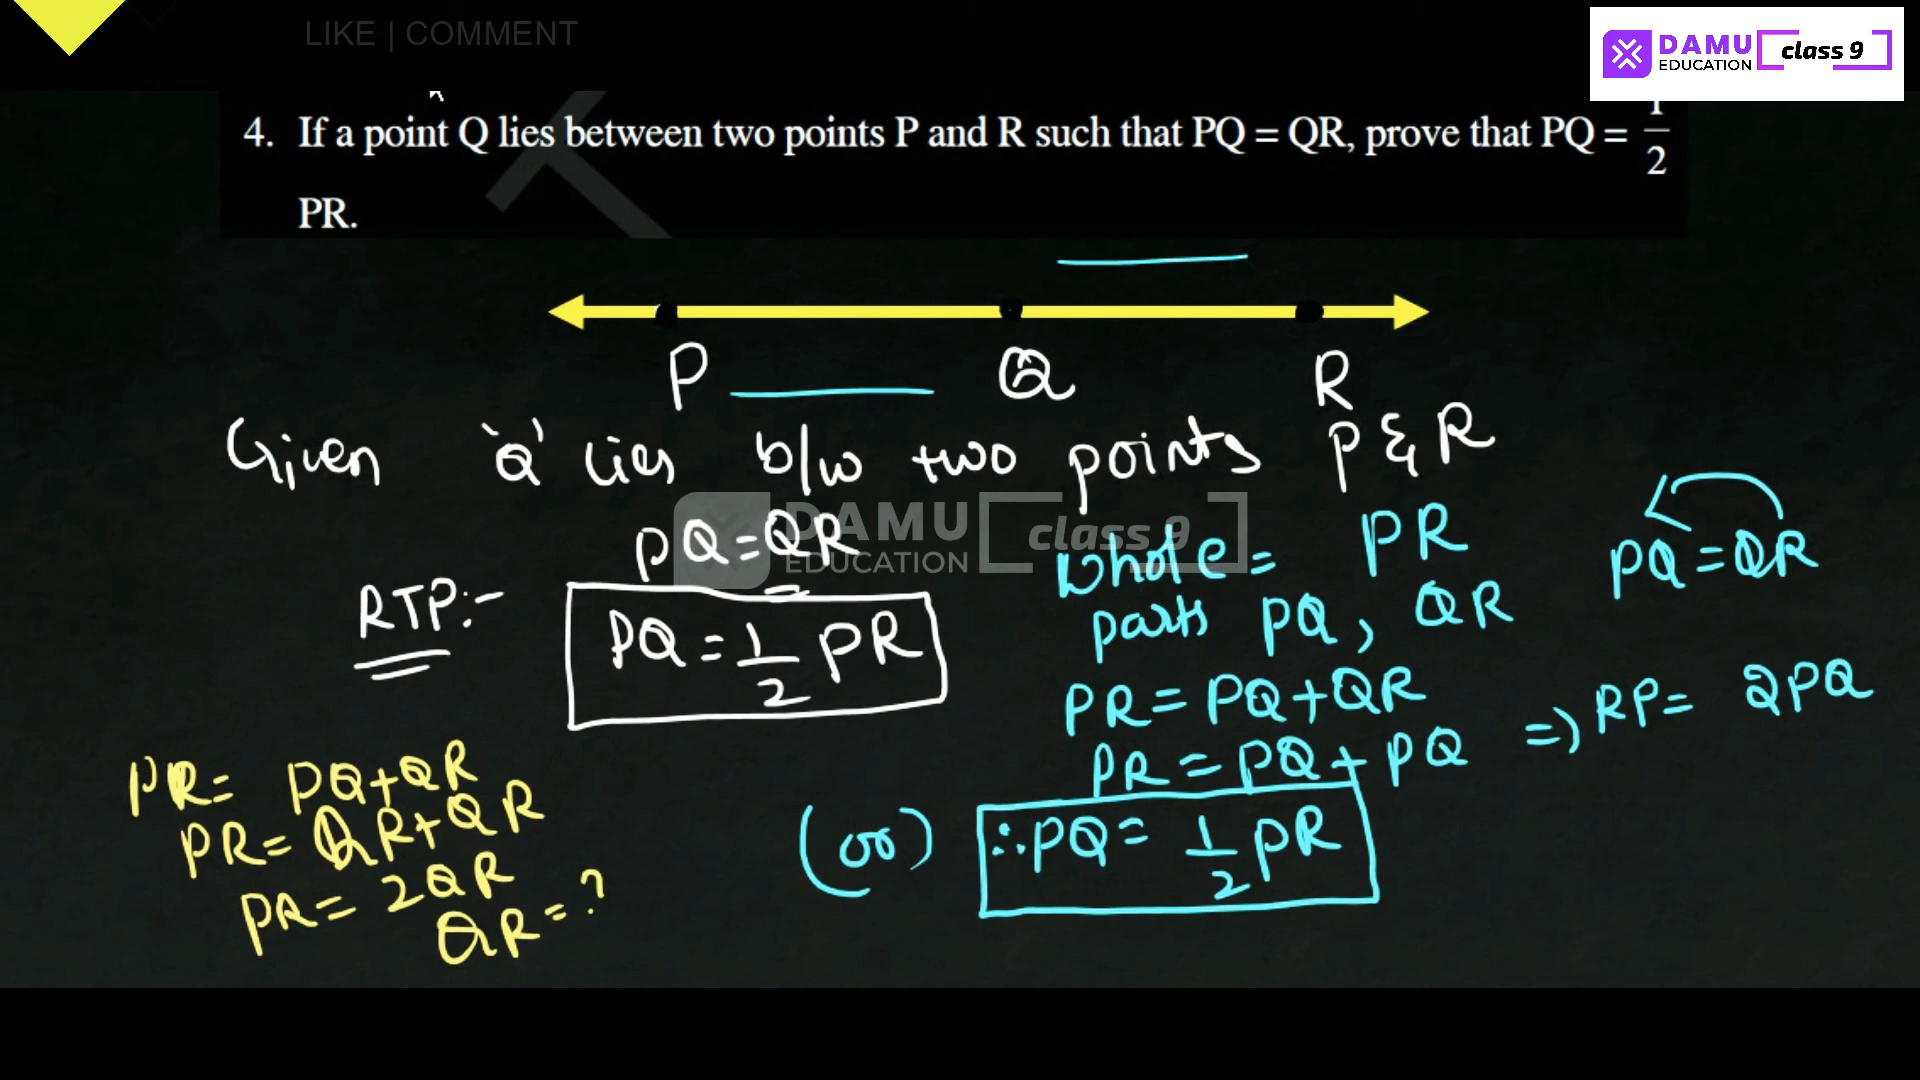 LIKE | COMMENT
DAMU EDUCATION class 9
4. If a point Q lies between two points P and R such that PQ = QR, prove that PQ = 1/2
PR.
P Q R
Given 'Q' lies b/w two points P & R
PQ = QR
DAMU EDUCATION class 9
RTP:-
PQ = 1/2 PR
whole = PR
parts PQ, QR
PQ = QR
PR = PQ + QR
PR = PQ + PQ => RP = 2PQ
(or) ∴ PQ = 1/2 PR
PR = PQ + QR
PR = QR + QR
PR = 2QR
QR = ?